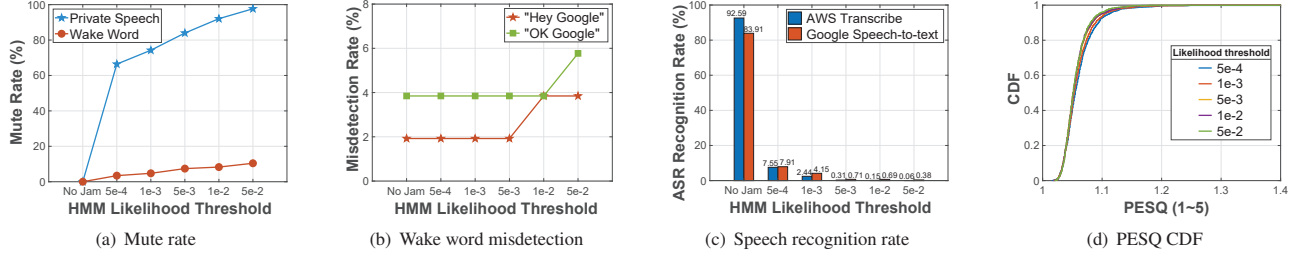 Mute Rate (%)
100
80
60
40
20
0
Private Speech
Wake Word
No Jam 5e-4 1e-3 5e-3 1e-2 5e-2
HMM Likelihood Threshold
(a) Mute rate
Misdetection Rate (%)
8
6
4
2
0
"Hey Google"
"OK Google"
No Jam 5e-4 1e-3 5e-3 1e-2 5e-2
HMM Likelihood Threshold
(b) Wake word misdetection
ASR Recognition Rate (%)
100
80
60
40
20
0
AWS Transcribe
Google Speech-to-text
92.59 83.91
7.55 7.91
2.44 4.15
0.31 0.71
0.15 0.69
0.06 0.38
No Jam 5e-4 1e-3 5e-3 1e-2 5e-2
HMM Likelihood Threshold
(c) Speech recognition rate
CDF
1
0.8
0.6
0.4
0.2
0
Likelihood threshold
5e-4
1e-3
5e-3
1e-2
5e-2
1 1.1 1.2 1.3 1.4
PESQ (1~5)
(d) PESQ CDF